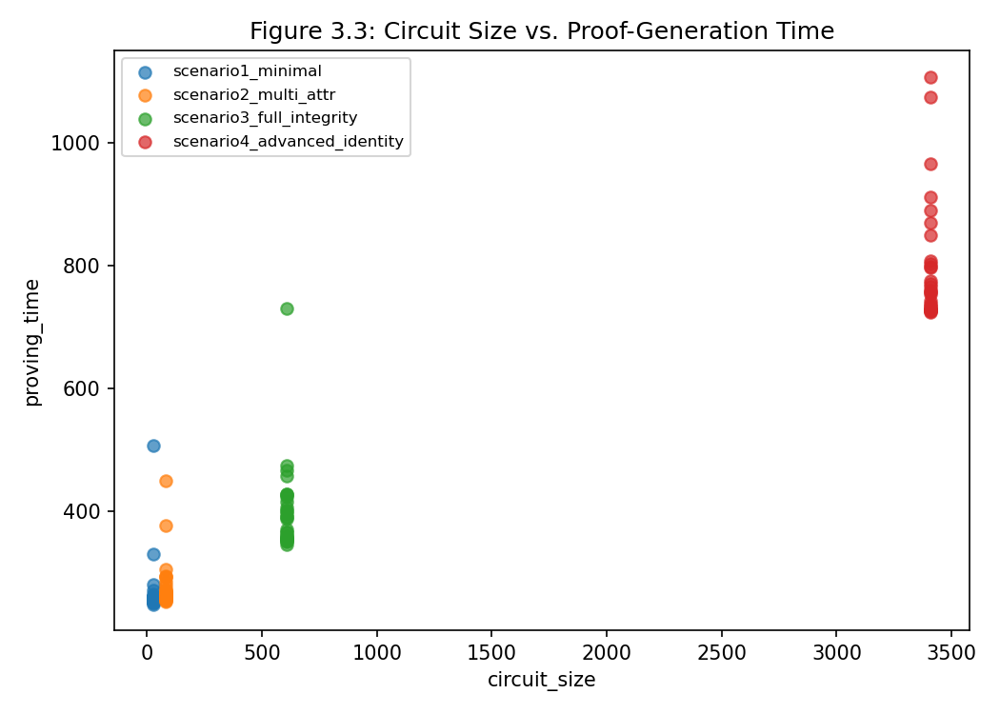 Figure 3.3: Circuit Size vs. Proof-Generation Time
scenario1_minimal
scenario2_multi_attr
scenario3_full_integrity
scenario4_advanced_identity
proving_time
1000
800
600
400
0 500 1000 1500 2000 2500 3000 3500
circuit_size